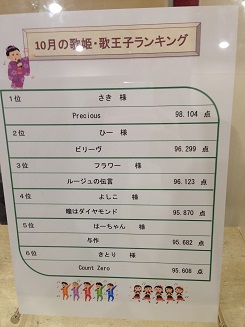 10月の歌姫・歌王子ランキング
1位 さき 様
Precious 98.104 点
2位 ひー 様
ビリーヴ 96.299 点
3位 フラワー 様
ルージュの伝言 96.123 点
4位 よしこ 様
瞳はダイヤモンド 95.870 点
5位 はーちゃん 様
与作 95.682 点
6位 きとり 様
Count Zero 95.608 点